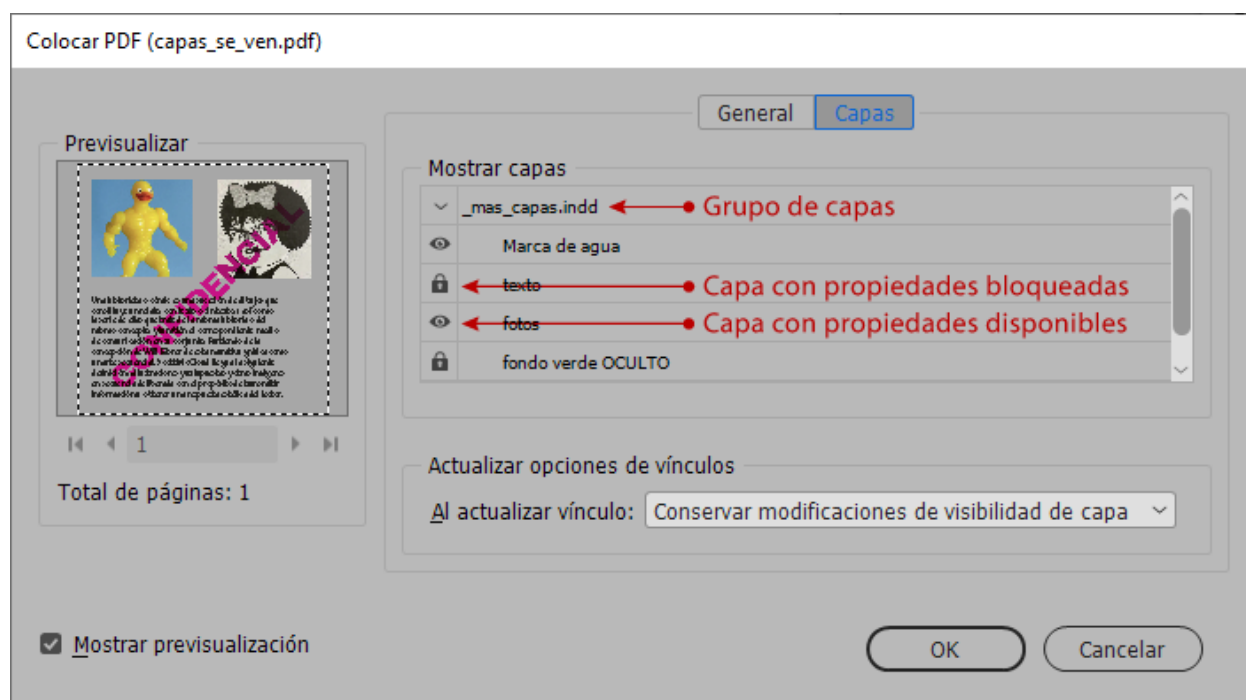 Colocar PDF (capas_se_ven.pdf)
General
Capas
Previsualizar
CONFIDENCIAL
1
Total de páginas: 1
Mostrar capas
_mas_capas.indd
Grupo de capas
Marca de agua
texto
Capa con propiedades bloqueadas
fotos
Capa con propiedades disponibles
fondo verde OCULTO
Actualizar opciones de vínculos
Al actualizar vínculo: Conservar modificaciones de visibilidad de capa
Mostrar previsualización
OK
Cancelar